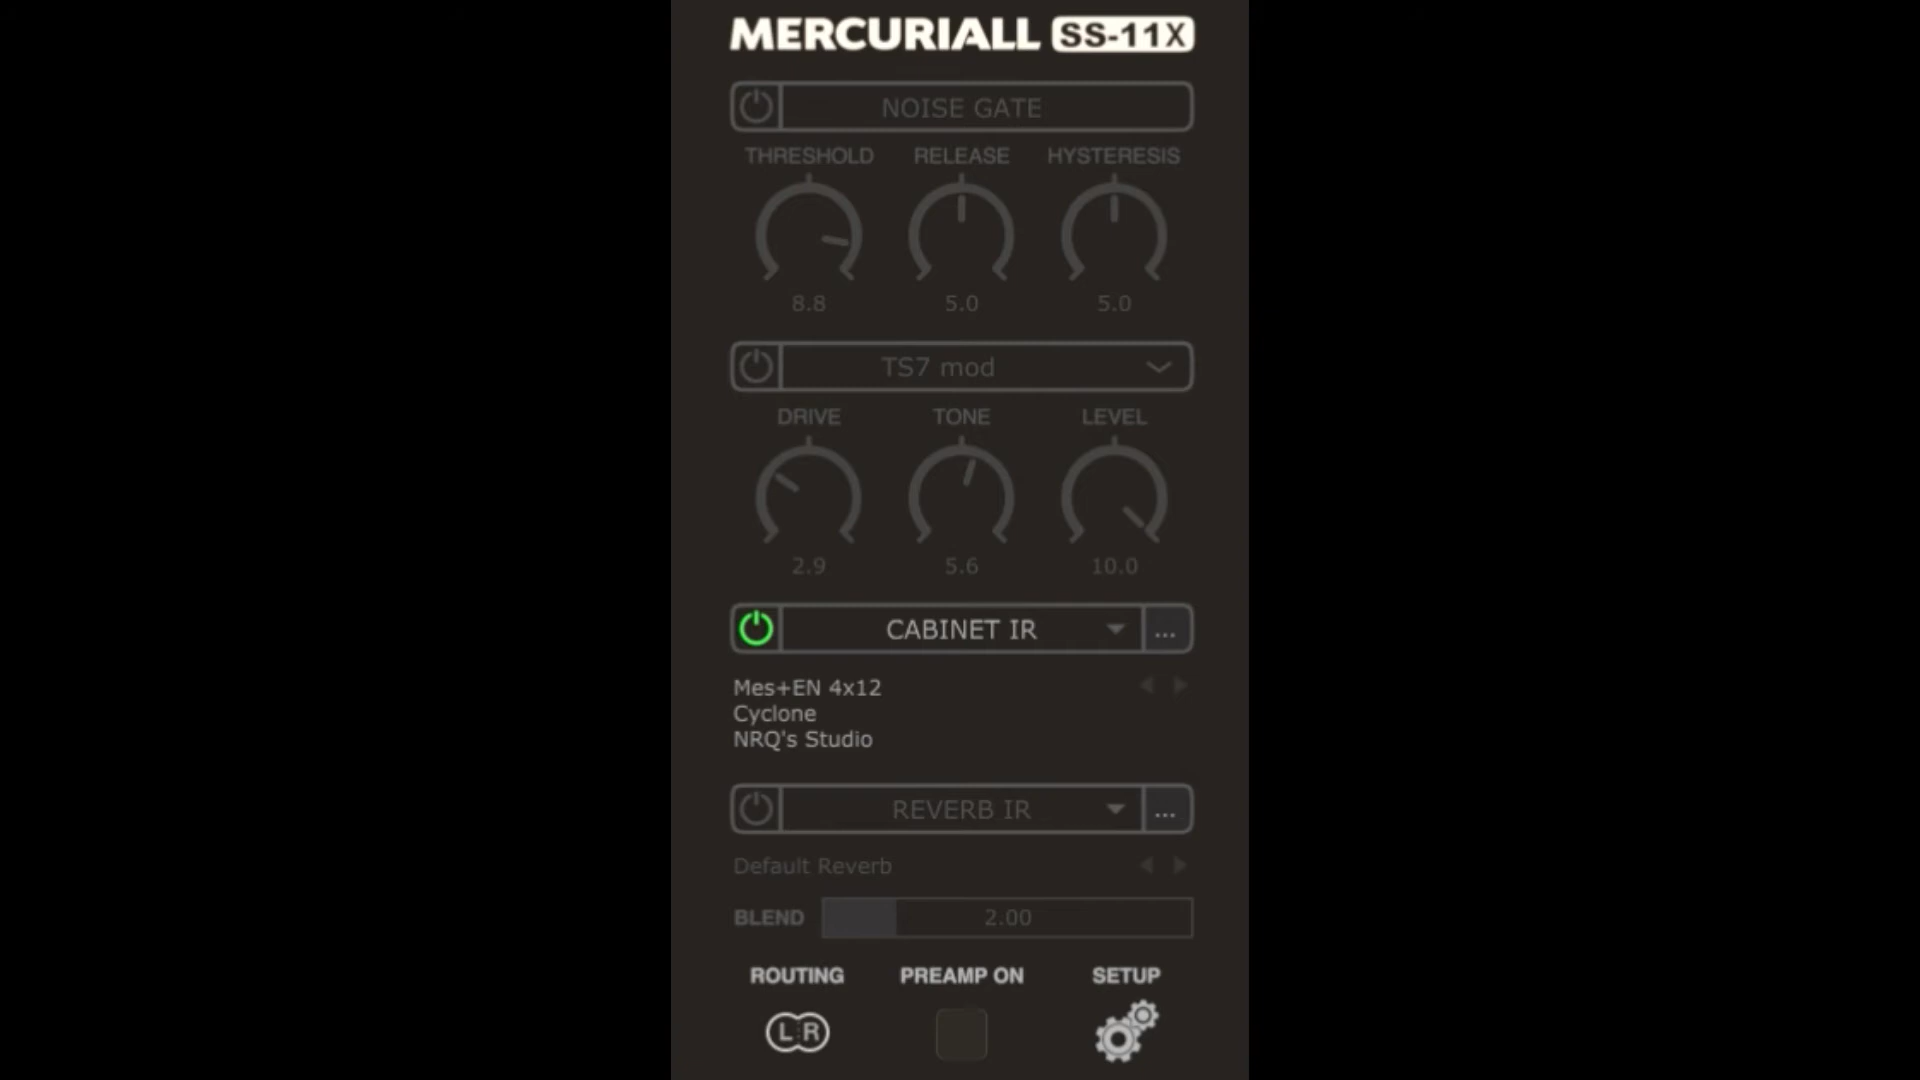 MERCURIALL SS-11X
NOISE GATE
THRESHOLD RELEASE HYSTERESIS
8.8 5.0 5.0
TS7 mod
DRIVE TONE LEVEL
2.9 5.6 10.0
CABINET IR ...
Mes+EN 4x12
Cyclone
NRQ's Studio
REVERB IR ...
Default Reverb
BLEND 2.00
ROUTING PREAMP ON SETUP
L R